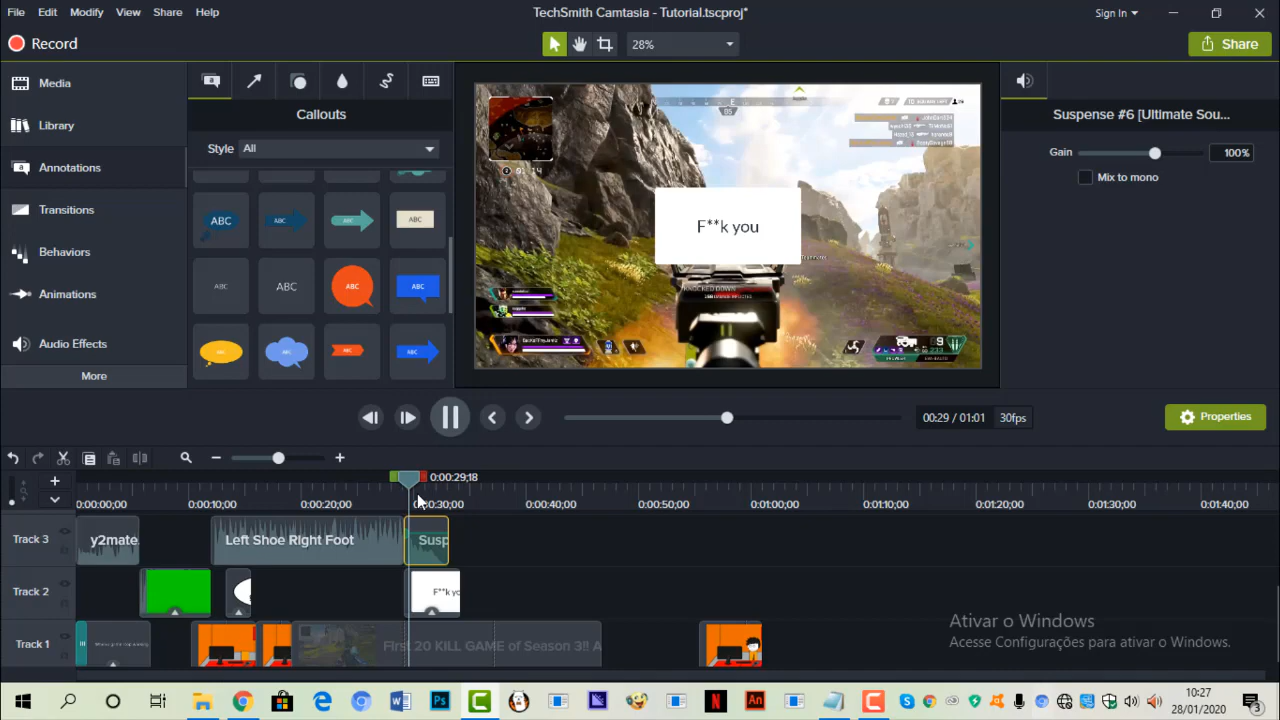 File Edit Modify View Share Help
TechSmith Camtasia - Tutorial.tscproj*
Sign In
Record
28%
Share
Media
Library
Annotations
Transitions
Behaviors
Animations
Audio Effects
More
Callouts
All
ABC ABC ABC ABC
ABC ABC ABC ABC
ABC ABC ABC ABC
E
95
01:14
F**k you
KNOCKED DOWN
Suspense #6 [Ultimate Sou...
Gain 100%
Mix to mono
00:29 / 01:01 30fps
Properties
0:00:29;18
0:00:00;00 0:00:10;00 0:00:20;00 0:00:30;00 0:00:40;00 0:00:50;00 0:01:00;00 0:01:10;00 0:01:20;00 0:01:30;00 0:01:40;00
Track 3 y2mate Left Shoe RIght Foot Susp
Track 2 F**k yo
Track 1 First 20 KILL GAME of Season 3!! A
Ativar o Windows
Acesse Configurações para ativar o Windows.
10:27
28/01/2020
3